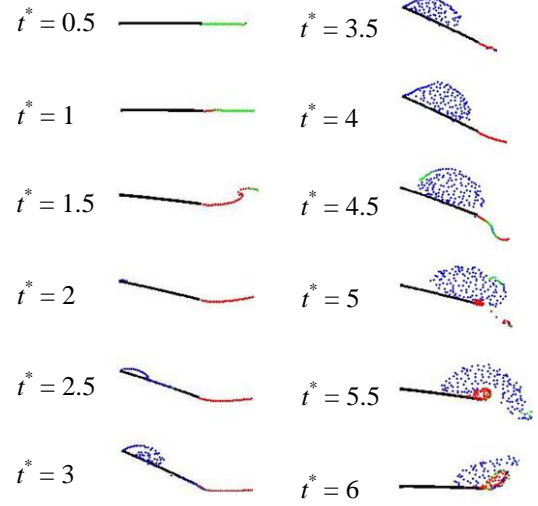 t* = 0.5
t* = 1
t* = 1.5
t* = 2
t* = 2.5
t* = 3
t* = 3.5
t* = 4
t* = 4.5
t* = 5
t* = 5.5
t* = 6